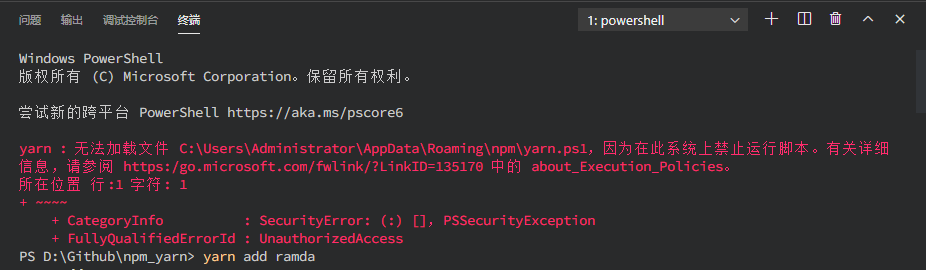 问题 输出 调试控制台 终端 1: powershell
Windows PowerShell
版权所有 (C) Microsoft Corporation。保留所有权利。
尝试新的跨平台 PowerShell https://aka.ms/pscore6
yarn : 无法加载文件 C:\Users\Administrator\AppData\Roaming\npm\yarn.ps1，因为在此系统上禁止运行脚本。有关详细
信息，请参阅 https:/go.microsoft.com/fwlink/?LinkID=135170 中的 about_Execution_Policies。
所在位置 行:1 字符: 1
+ ~~~~
+ CategoryInfo : SecurityError: (:) []，PSSecurityException
+ FullyQualifiedErrorId : UnauthorizedAccess
PS D:\Github\npm_yarn> yarn add ramda